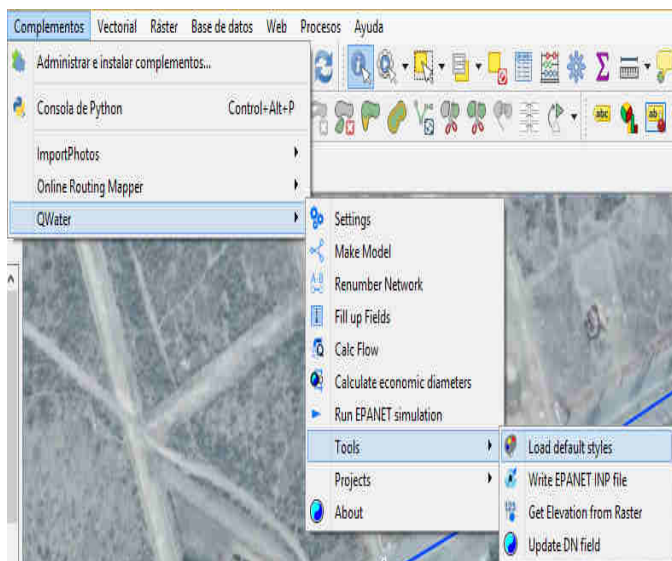 Complementos Vectorial Ráster Base de datos Web Procesos Ayuda
Administrar e instalar complementos...
Consola de Python Control+Alt+P
ImportPhotos
Online Routing Mapper
QWater
Settings
Make Model
Renumber Network
Fill up Fields
Calc Flow
Calculate economic diameters
Run EPANET simulation
Tools
Projects
About
Load default styles
Write EPANET INP file
Get Elevation from Raster
Update DN field
abc